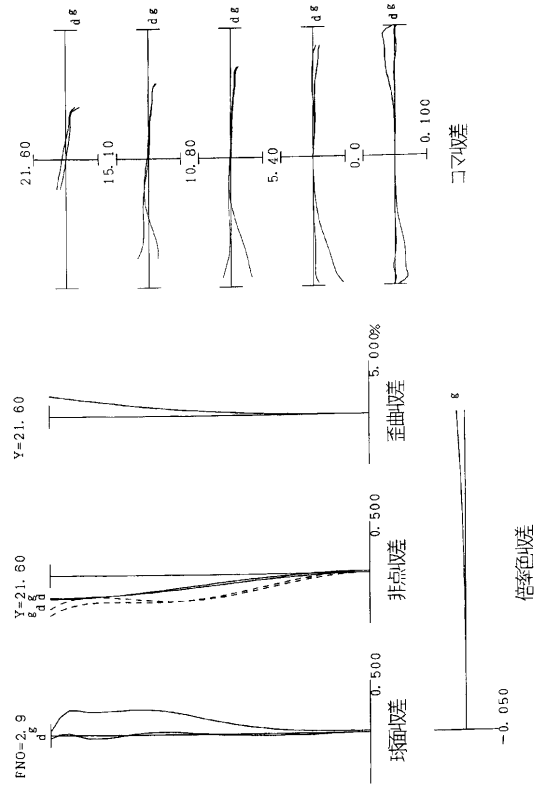 FNO=2.9
d g
0.500
球面収差
Y=21.60
g d g d
0.500
非点収差
Y=21.60
5.000%
歪曲収差
21.60
d g
15.10
d g
10.80
d g
5.40
d g
0.0
d g
0.100
コマ収差
g
-0.050
倍率色収差